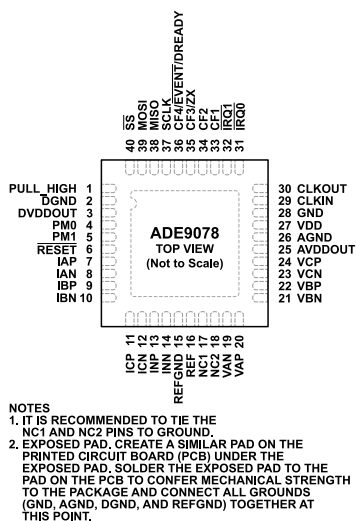 SS
MOSI
MISO
SCLK
CF4/EVENT/DREADY
CF3/ZX
CF2
CF1
IRQ1
IRQ0
40 39 38 37 36 35 34 33 32 31
PULL_HIGH 1
DGND 2
DVDDOUT 3
PM0 4
PM1 5
RESET 6
IAP 7
IAN 8
IBP 9
IBN 10
ADE9078
TOP VIEW
(Not to Scale)
30 CLKOUT
29 CLKIN
28 GND
27 VDD
26 AGND
25 AVDDOUT
24 VCP
23 VCN
22 VBP
21 VBN
ICP 11
ICN 12
INP 13
INN 14
REFGND 15
REF 16
NC1 17
NC2 18
VAN 19
VAP 20
NOTES
1. IT IS RECOMMENDED TO TIE THE
NC1 AND NC2 PINS TO GROUND.
2. EXPOSED PAD. CREATE A SIMILAR PAD ON THE
PRINTED CIRCUIT BOARD (PCB) UNDER THE
EXPOSED PAD. SOLDER THE EXPOSED PAD TO THE
PAD ON THE PCB TO CONFER MECHANICAL STRENGTH
TO THE PACKAGE AND CONNECT ALL GROUNDS
(GND, AGND, DGND, AND REFGND) TOGETHER AT
THIS POINT.